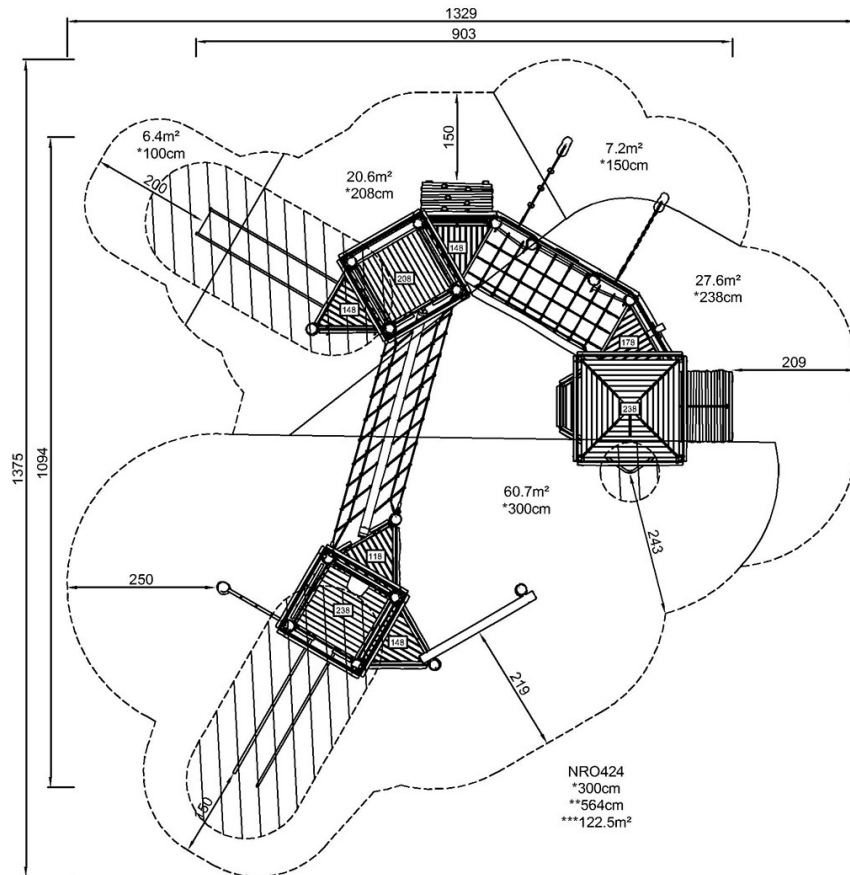 1329
903
6.4m²
*100cm
150
7.2m²
*150cm
20.6m²
*208cm
200
148
208
27.6m²
*238cm
148
178
209
238
1375
1094
60.7m²
*300cm
243
118
250
238
148
219
150
NRO424
*300cm
**564cm
***122.5m²